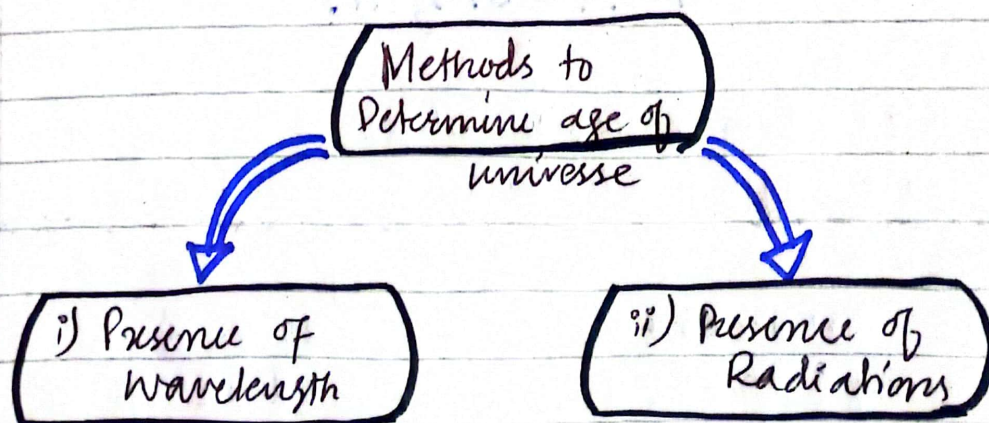 Methods to
Determine age of
universe
i) Presence of
wavelength
ii) Presence of
Radiations